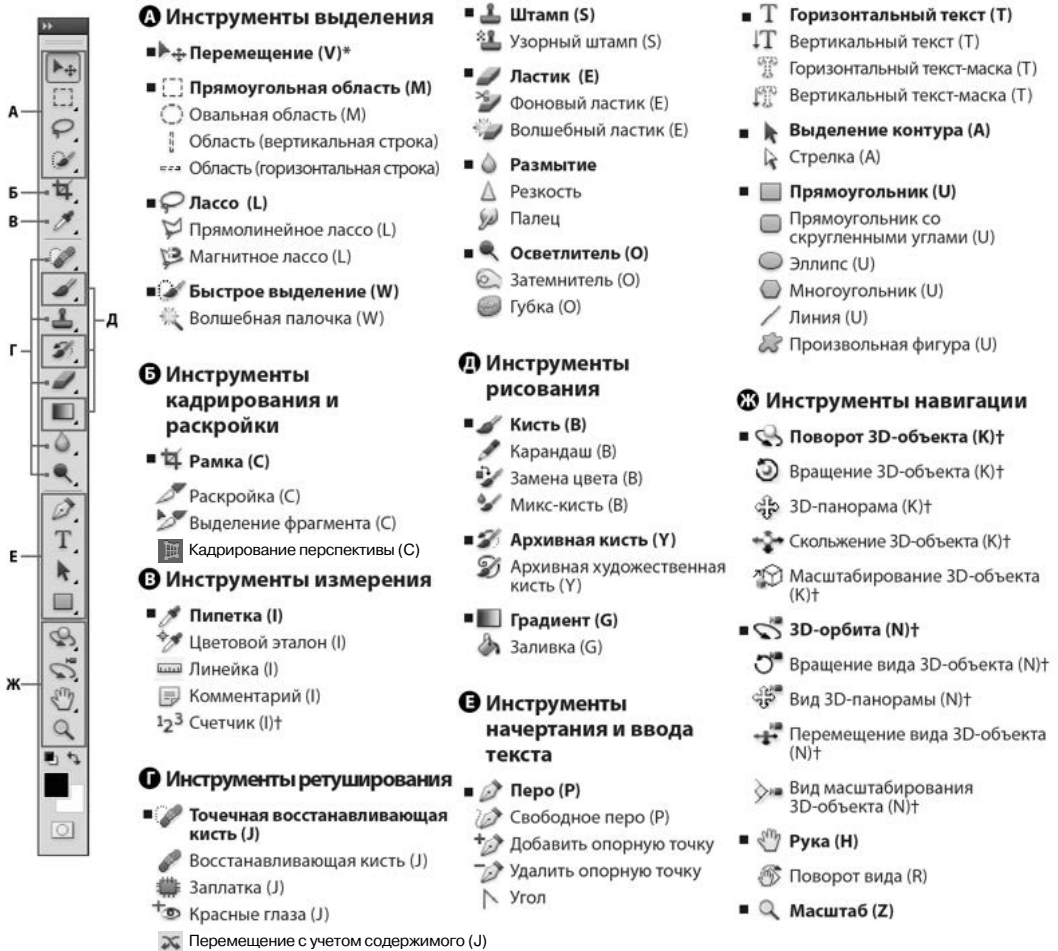 А
Б
В
Г
Д
Е
Ж
T
А Инструменты выделения
Перемещение (V)*
Прямоугольная область (M)
Овальная область (M)
Область (вертикальная строка)
Область (горизонтальная строка)
Лассо (L)
Прямолинейное лассо (L)
Магнитное лассо (L)
Быстрое выделение (W)
Волшебная палочка (W)
Б Инструменты
кадрирования и
раскройки
Рамка (C)
Раскройка (C)
Выделение фрагмента (C)
Кадрирование перспективы (C)
В Инструменты измерения
Пипетка (I)
Цветовой эталон (I)
Линейка (I)
Комментарий (I)
123 Счетчик (I)†
Г Инструменты ретуширования
Точечная восстанавливающая
кисть (J)
Восстанавливающая кисть (J)
Заплатка (J)
Красные глаза (J)
Перемещение с учетом содержимого (J)
Штамп (S)
Узорный штамп (S)
Ластик (E)
Фоновый ластик (E)
Волшебный ластик (E)
Размытие
Резкость
Палец
Осветлитель (O)
Затемнитель (O)
Губка (O)
Д Инструменты
рисования
Кисть (B)
Карандаш (B)
Замена цвета (B)
Микс-кисть (B)
Архивная кисть (Y)
Архивная художественная
кисть (Y)
Градиент (G)
Заливка (G)
Е Инструменты
начертания и ввода
текста
Перо (P)
Свободное перо (P)
Добавить опорную точку
Удалить опорную точку
Угол
T Горизонтальный текст (T)
T Вертикальный текст (T)
Горизонтальный текст-маска (T)
Вертикальный текст-маска (T)
Выделение контура (A)
Стрелка (A)
Прямоугольник (U)
Прямоугольник со
скругленными углами (U)
Эллипс (U)
Многоугольник (U)
Линия (U)
Произвольная фигура (U)
Ж Инструменты навигации
Поворот 3D-объекта (K)†
Вращение 3D-объекта (K)†
3D-панорама (K)†
Скольжение 3D-объекта (K)†
Масштабирование 3D-объекта
(K)†
3D-орбита (N)†
Вращение вида 3D-объекта (N)†
Вид 3D-панорамы (N)†
Перемещение вида 3D-объекта
(N)†
Вид масштабирования
3D-объекта (N)†
Рука (H)
Поворот вида (R)
Масштаб (Z)